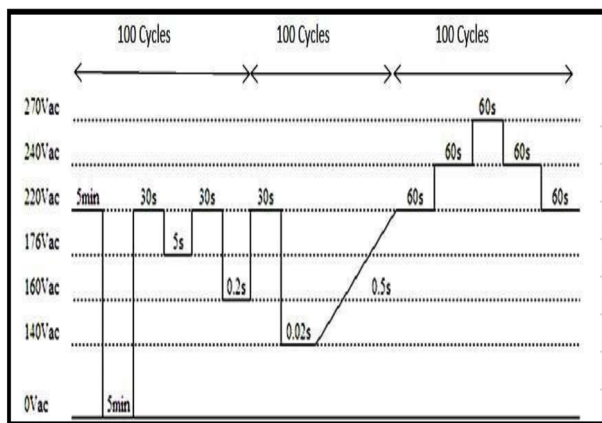 100 Cycles 100 Cycles 100 Cycles
270Vac 60s
240Vac 60s 60s
220Vac 5min 30s 30s 30s 60s 60s
176Vac 5s
160Vac 0.2s 0.5s
140Vac 0.02s
0Vac 5min